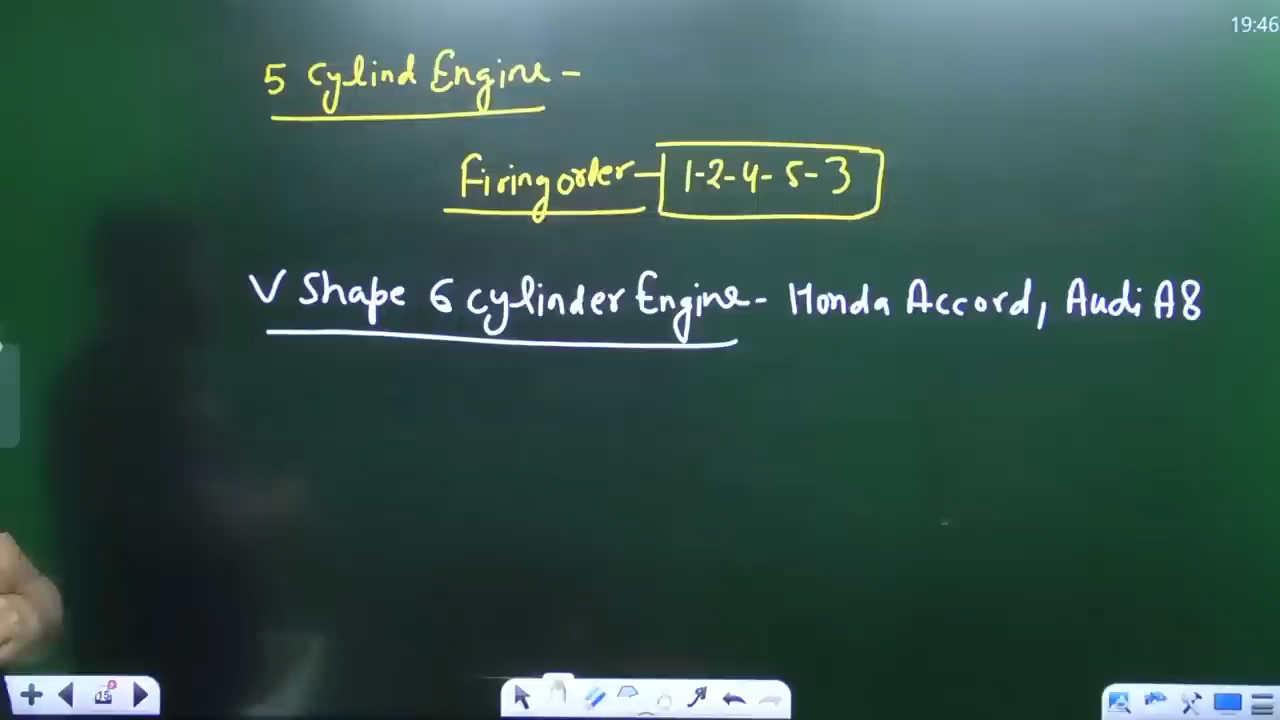 19:46
5 Cylind Engine -
Firing order - 1-2-4-5-3
V Shape 6 cylinder Engine - Honda Accord, Audi A8
15